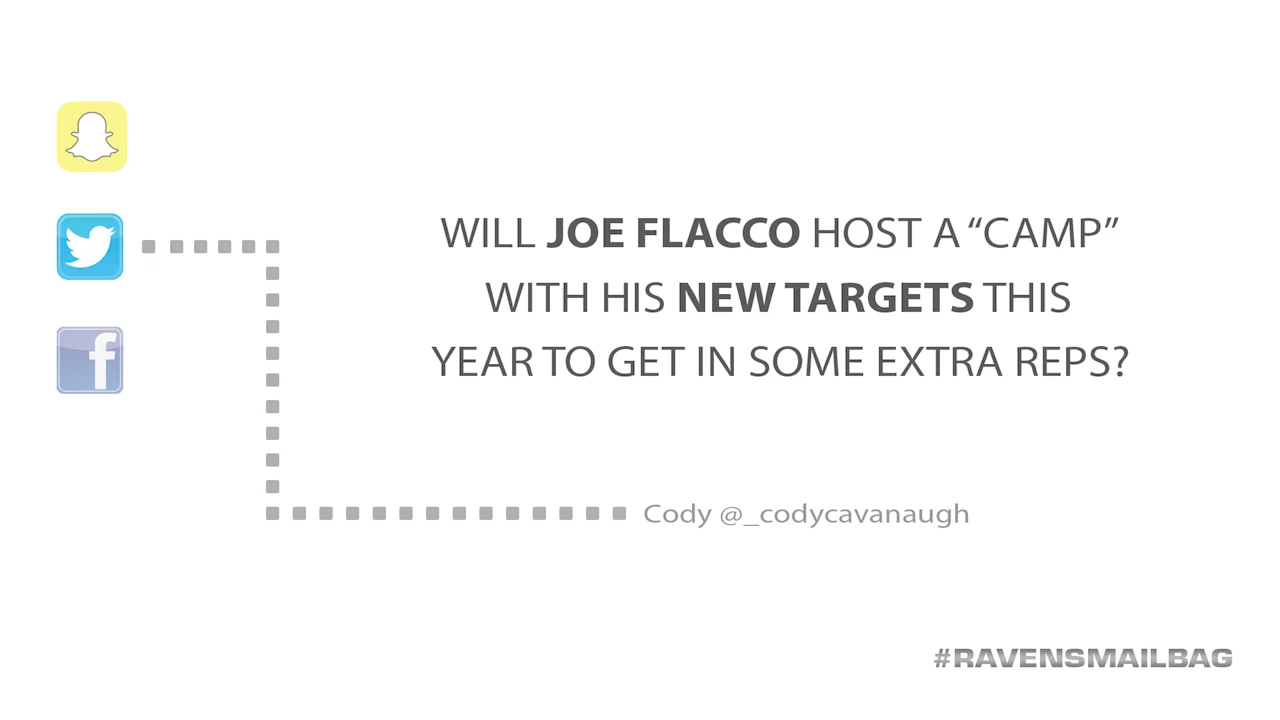 WILL JOE FLACCO HOST A “CAMP”
WITH HIS NEW TARGETS THIS
YEAR TO GET IN SOME EXTRA REPS?
Cody @_codycavanaugh
#RAVENSMAILBAG